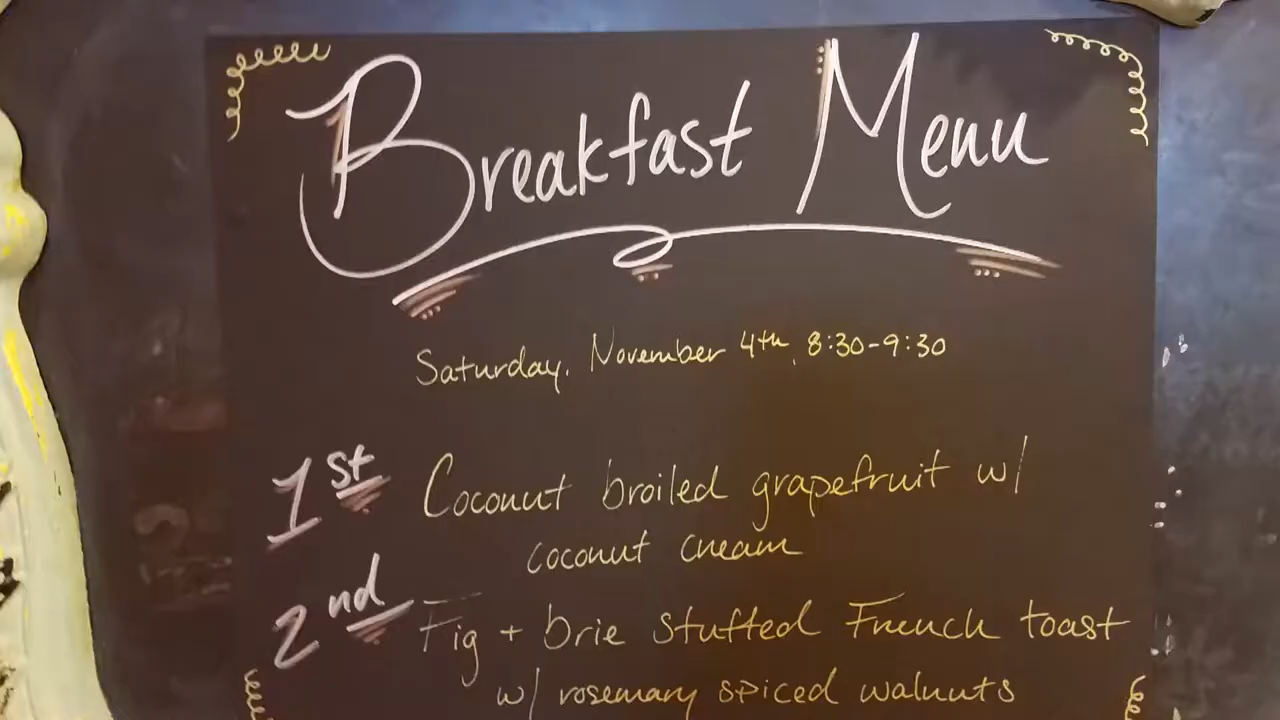 Breakfast Menu
Saturday, November 4th, 8:30-9:30
1st Coconut broiled grapefruit w/
coconut cream
2nd Fig + brie stuffed French toast
w/ rosemary spiced walnuts